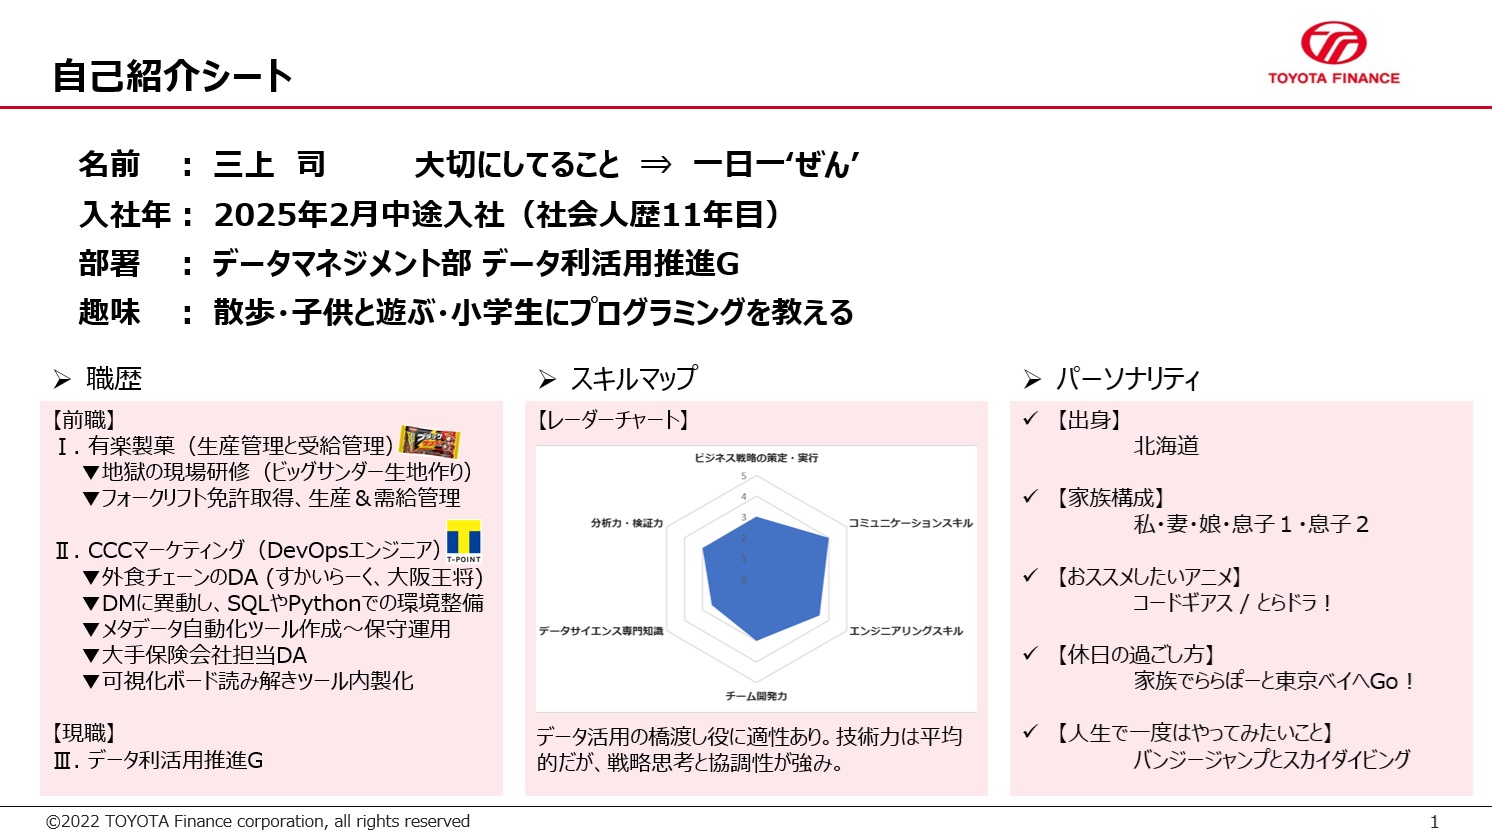 自己紹介シート
TOYOTA FINANCE
名前 ： 三上 司 大切にしてること ⇒ 一日一‘ぜん’
入社年： 2025年2月中途入社（社会人歴11年目）
部署 ： データマネジメント部 データ利活用推進G
趣味 ： 散歩・子供と遊ぶ・小学生にプログラミングを教える
➢ 職歴
【前職】
Ⅰ. 有楽製菓（生産管理と受給管理）
▼地獄の現場研修（ビッグサンダー生地作り）
▼フォークリフト免許取得、生産＆需給管理
Ⅱ. CCCマーケティング（DevOpsエンジニア）
T-POINT
▼外食チェーンのDA (すかいらーく、大阪王将)
▼DMに異動し、SQLやPythonでの環境整備
▼メタデータ自動化ツール作成～保守運用
▼大手保険会社担当DA
▼可視化ボード読み解きツール内製化
【現職】
Ⅲ. データ利活用推進G
➢ スキルマップ
【レーダーチャート】
ビジネス戦略の策定・実行
5
4
3
2
1
0
分析力・検証力
コミュニケーションスキル
データサイエンス専門知識
エンジニアリングスキル
チーム開発力
データ活用の橋渡し役に適性あり。技術力は平均
的だが、戦略思考と協調性が強み。
➢ パーソナリティ
✓ 【出身】
北海道
✓ 【家族構成】
私・妻・娘・息子１・息子２
✓ 【おススメしたいアニメ】
コードギアス / とらドラ！
✓ 【休日の過ごし方】
家族でららぽーと東京ベイへGo！
✓ 【人生で一度はやってみたいこと】
バンジージャンプとスカイダイビング
©2022 TOYOTA Finance corporation, all rights reserved
1